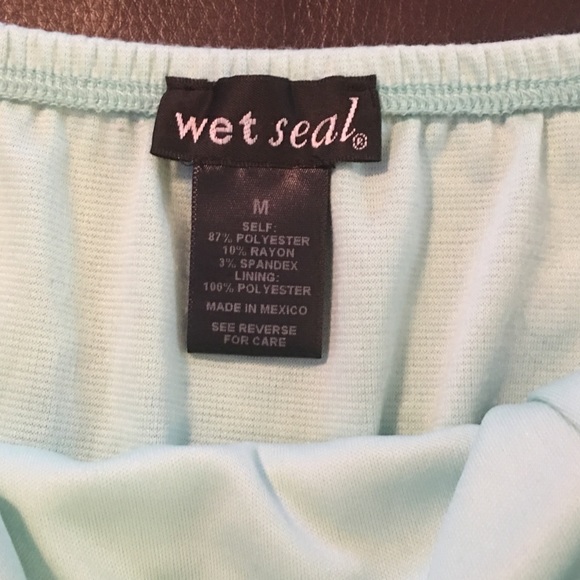 wet seal®
M
SELF:
87% POLYESTER
10% RAYON
3% SPANDEX
LINING:
100% POLYESTER
MADE IN MEXICO
SEE REVERSE
FOR CARE